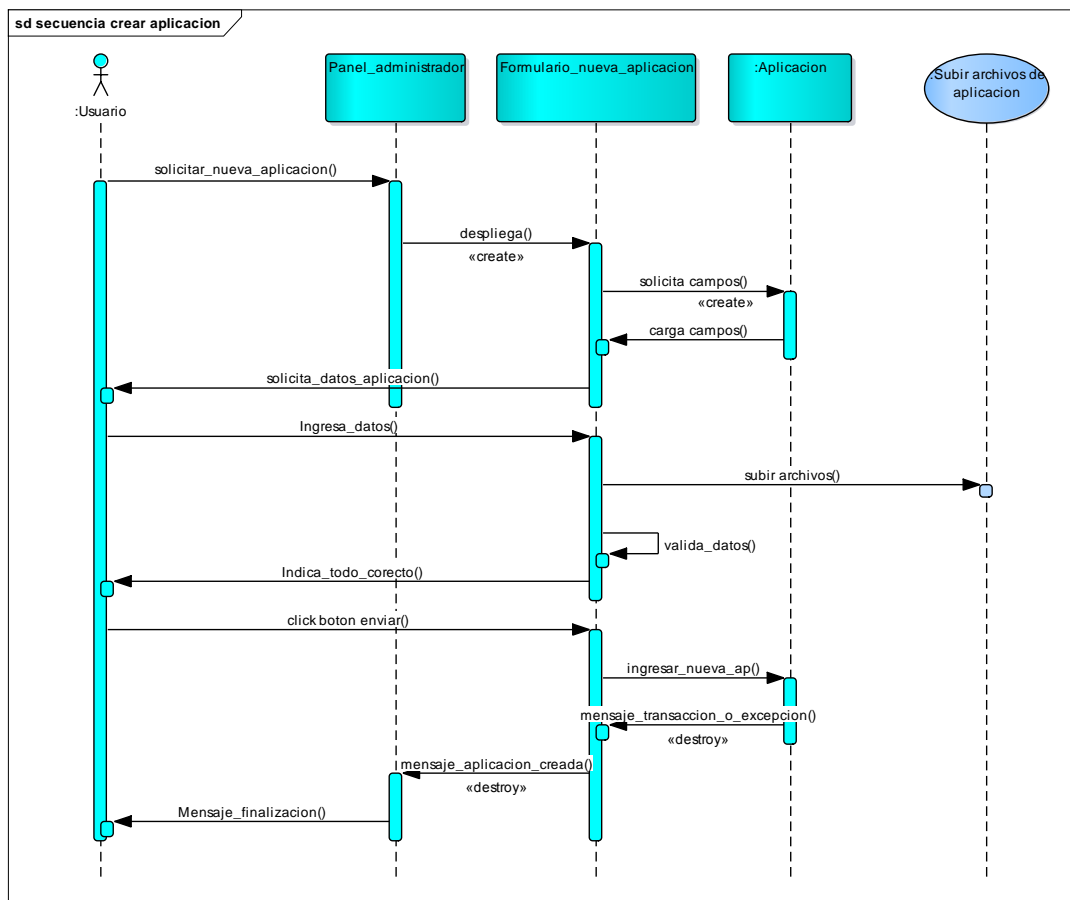 sd secuencia crear aplicacion
:Usuario
Panel_administrador
Formulario_nueva_aplicacion
:Aplicacion
:Subir archivos de
aplicacion
solicitar_nueva_aplicacion()
despliega()
«create»
solicita campos()
«create»
carga campos()
solicita_datos_aplicacion()
Ingresa_datos()
subir archivos()
valida_datos()
Indica_todo_corecto()
click boton enviar()
ingresar_nueva_ap()
mensaje_transaccion_o_excepcion()
«destroy»
mensaje_aplicacion_creada()
«destroy»
Mensaje_finalizacion()